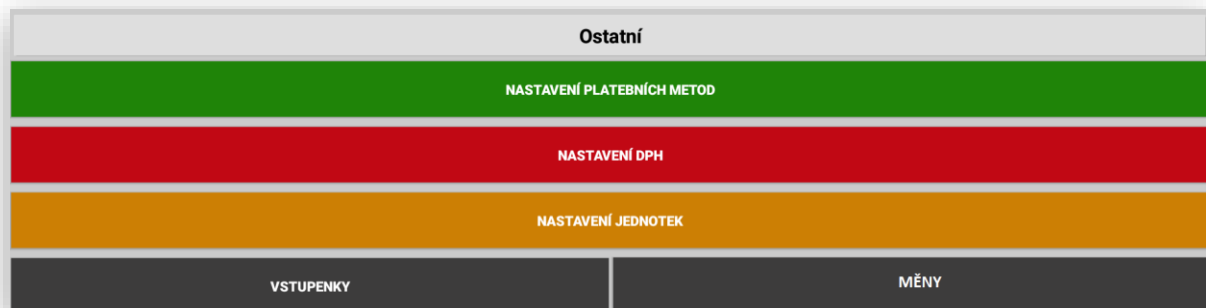 Ostatní
NASTAVENÍ PLATEBNÍCH METOD
NASTAVENÍ DPH
NASTAVENÍ JEDNOTEK
VSTUPENKY
MĚNY